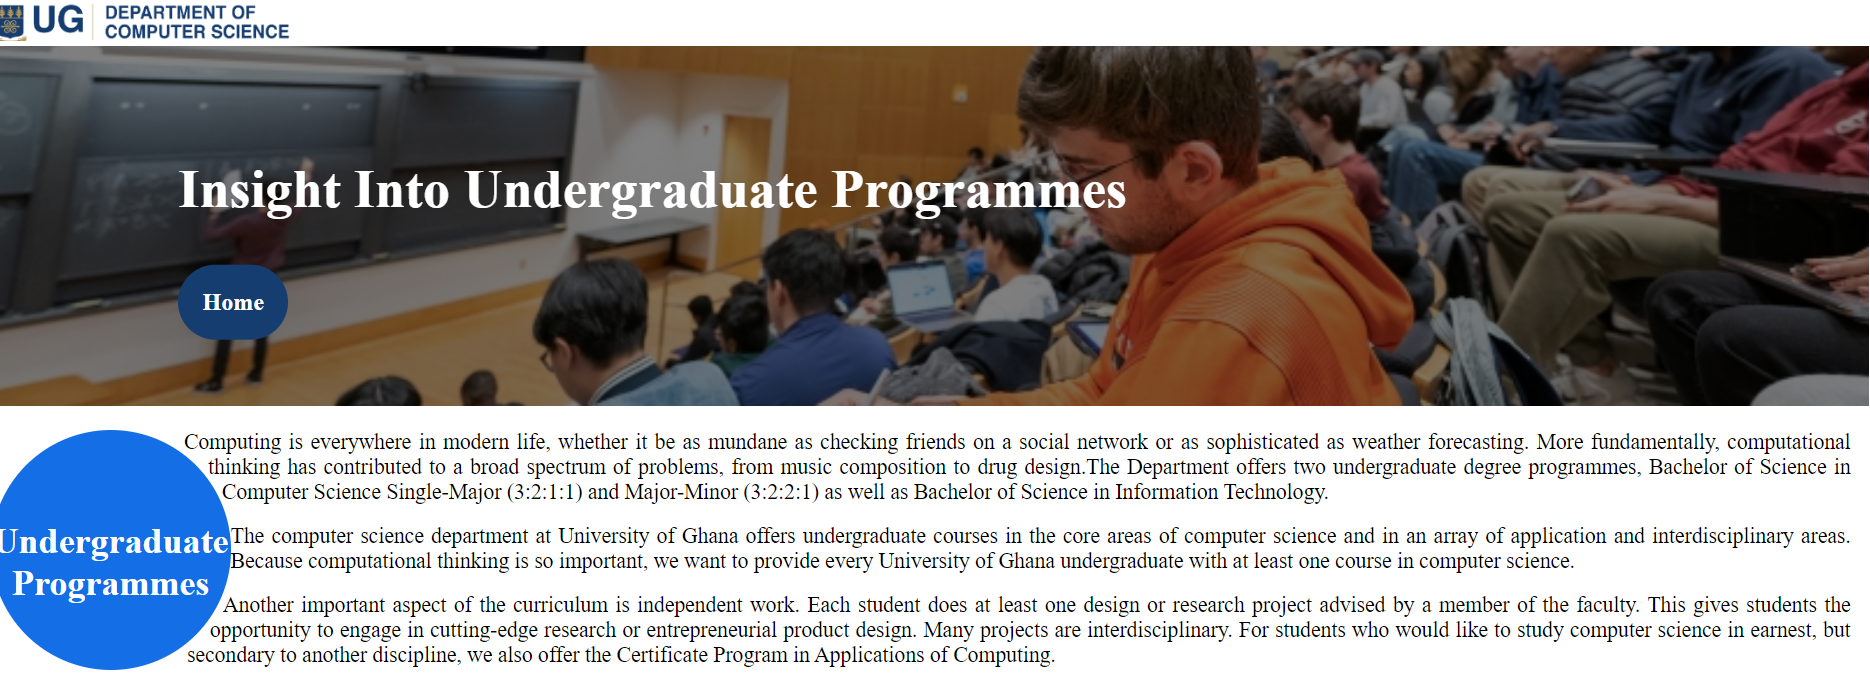 UG
DEPARTMENT OF
COMPUTER SCIENCE
Insight Into Undergraduate Programmes
Home
Undergraduate
Programmes
Computing is everywhere in modern life, whether it be as mundane as checking friends on a social network or as sophisticated as weather forecasting. More fundamentally, computational
thinking has contributed to a broad spectrum of problems, from music composition to drug design.The Department offers two undergraduate degree programmes, Bachelor of Science in
Computer Science Single-Major (3:2:1:1) and Major-Minor (3:2:2:1) as well as Bachelor of Science in Information Technology.
The computer science department at University of Ghana offers undergraduate courses in the core areas of computer science and in an array of application and interdisciplinary areas.
Because computational thinking is so important, we want to provide every University of Ghana undergraduate with at least one course in computer science.
Another important aspect of the curriculum is independent work. Each student does at least one design or research project advised by a member of the faculty. This gives students the
opportunity to engage in cutting-edge research or entrepreneurial product design. Many projects are interdisciplinary. For students who would like to study computer science in earnest, but
secondary to another discipline, we also offer the Certificate Program in Applications of Computing.